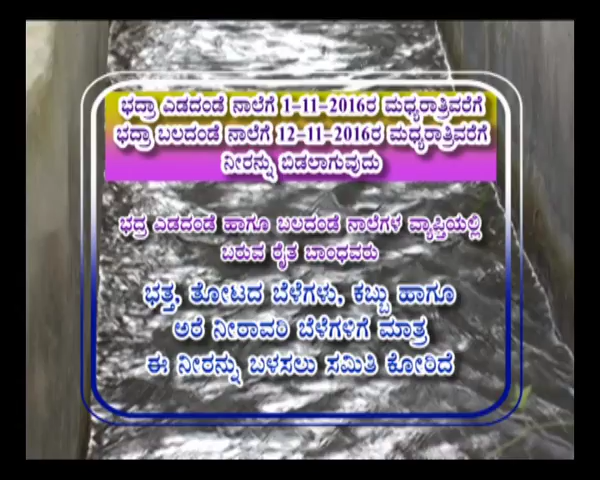 ಭದ್ರಾ ಎಡದಂಡೆ ನಾಲೆಗೆ 1-11-2016ರ ಮಧ್ಯರಾತ್ರಿವರೆಗೆ
ಭದ್ರಾ ಬಲದಂಡೆ ನಾಲೆಗೆ 12-11-2016ರ ಮಧ್ಯರಾತ್ರಿವರೆಗೆ
ನೀರನ್ನು ಬಿಡಲಾಗುವುದು
ಭದ್ರ ಎಡದಂಡೆ ಹಾಗೂ ಬಲದಂಡೆ ನಾಲೆಗಳ ವ್ಯಾಪ್ತಿಯಲ್ಲಿ
ಬರುವ ರೈತ ಬಾಂಧವರು
ಭತ್ತ, ತೋಟದ ಬೆಳೆಗಳು, ಕಬ್ಬು ಹಾಗೂ
ಅರೆ ನೀರಾವರಿ ಬೆಳೆಗಳಿಗೆ ಮಾತ್ರ
ಈ ನೀರನ್ನು ಬಳಸಲು ಸಮಿತಿ ಕೋರಿದೆ